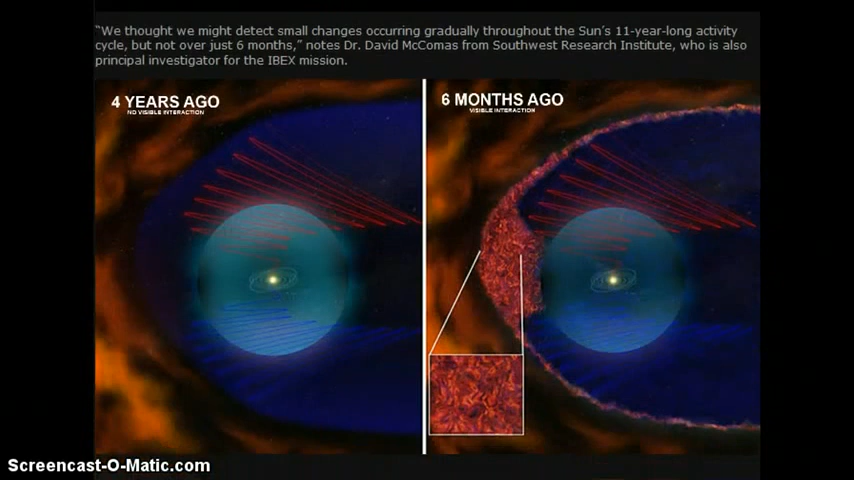 “We thought we might detect small changes occurring gradually throughout the Sun’s 11-year-long activity
cycle, but not over just 6 months,” notes Dr. David McComas from Southwest Research Institute, who is also
principal investigator for the IBEX mission.
4 YEARS AGO
NO VISIBLE INTERACTION
6 MONTHS AGO
VISIBLE INTERACTION
Screencast-O-Matic.com